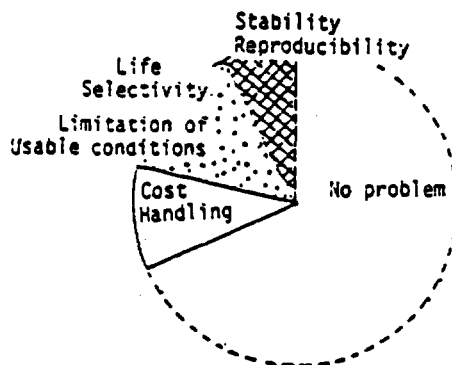 Stability
Reproducibility
Life
Selectivity
Limitation of
Usable conditions
Cost
Handling
No problem